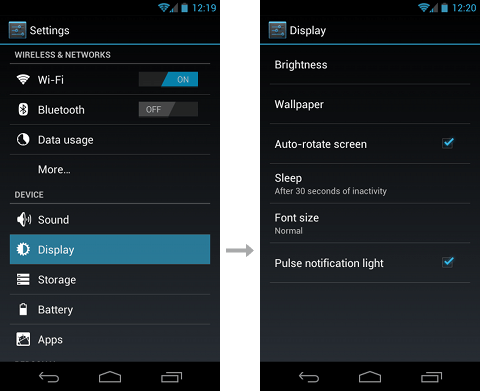 12:19
Settings
WIRELESS & NETWORKS
Wi-Fi
ON
Bluetooth
OFF
Data usage
More...
DEVICE
Sound
Display
Storage
Battery
Apps
12:20
Display
Brightness
Wallpaper
Auto-rotate screen
Sleep
After 30 seconds of inactivity
Font size
Normal
Pulse notification light